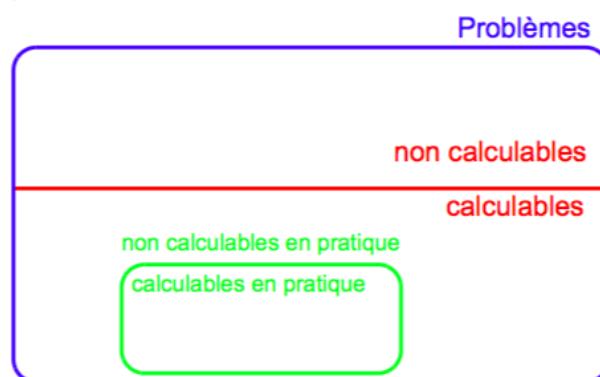 Problèmes
non calculables
calculables
non calculables en pratique
calculables en pratique